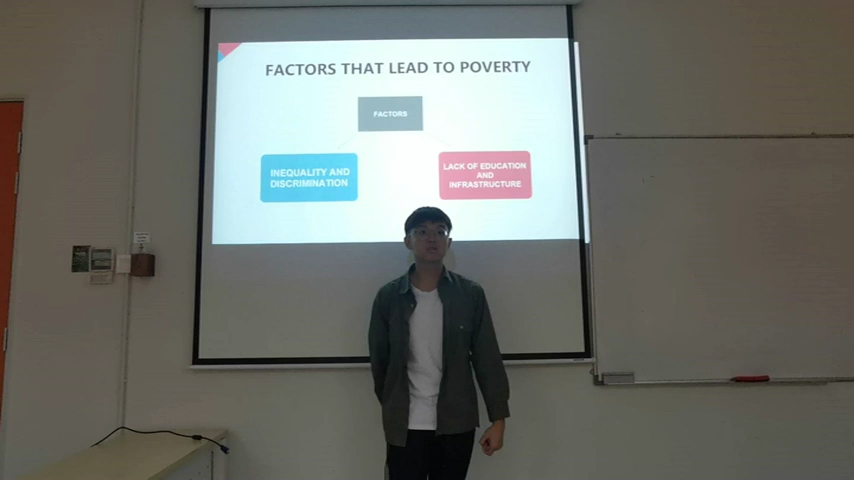 FACTORS THAT LEAD TO POVERTY
FACTORS
INEQUALITY AND
DISCRIMINATION
LACK OF EDUCATION
AND
INFRASTRUCTURE